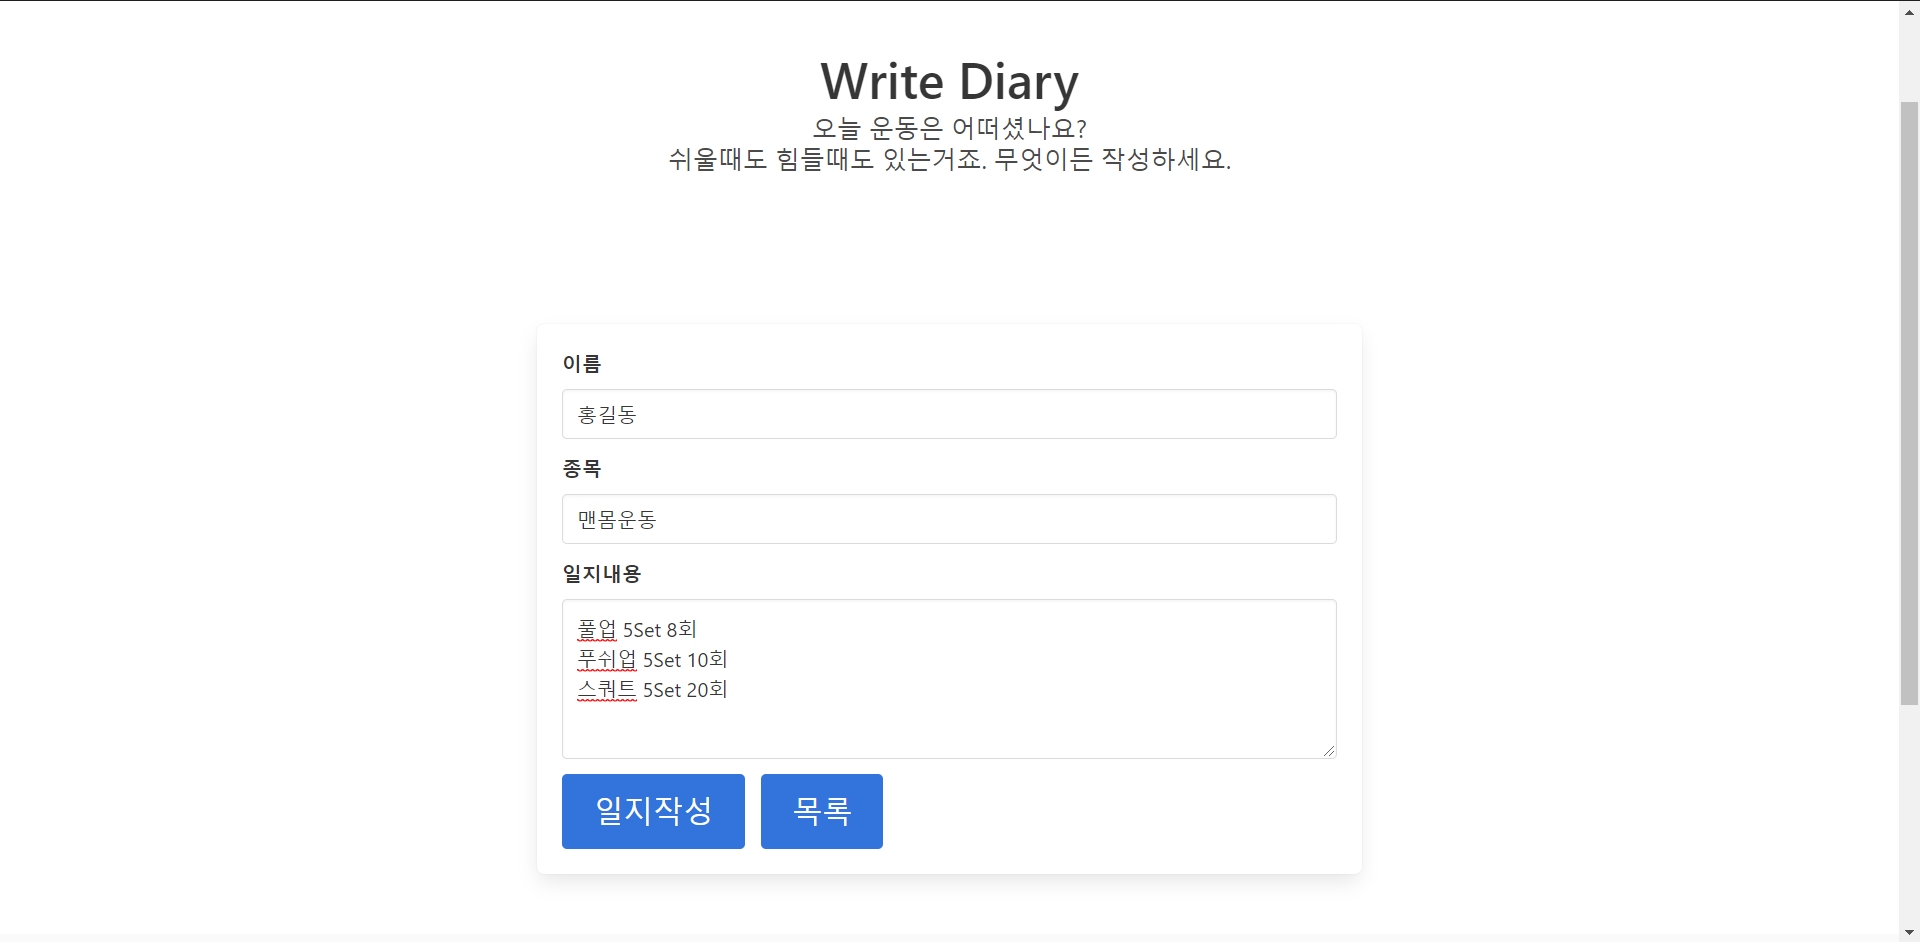 Write Diary
오늘 운동은 어떠셨나요?
쉬울때도 힘들때도 있는거죠. 무엇이든 작성하세요.
이름
홍길동
종목
맨몸운동
일지내용
풀업 5Set 8회
푸쉬업 5Set 10회
스쿼트 5Set 20회
일지작성 목록